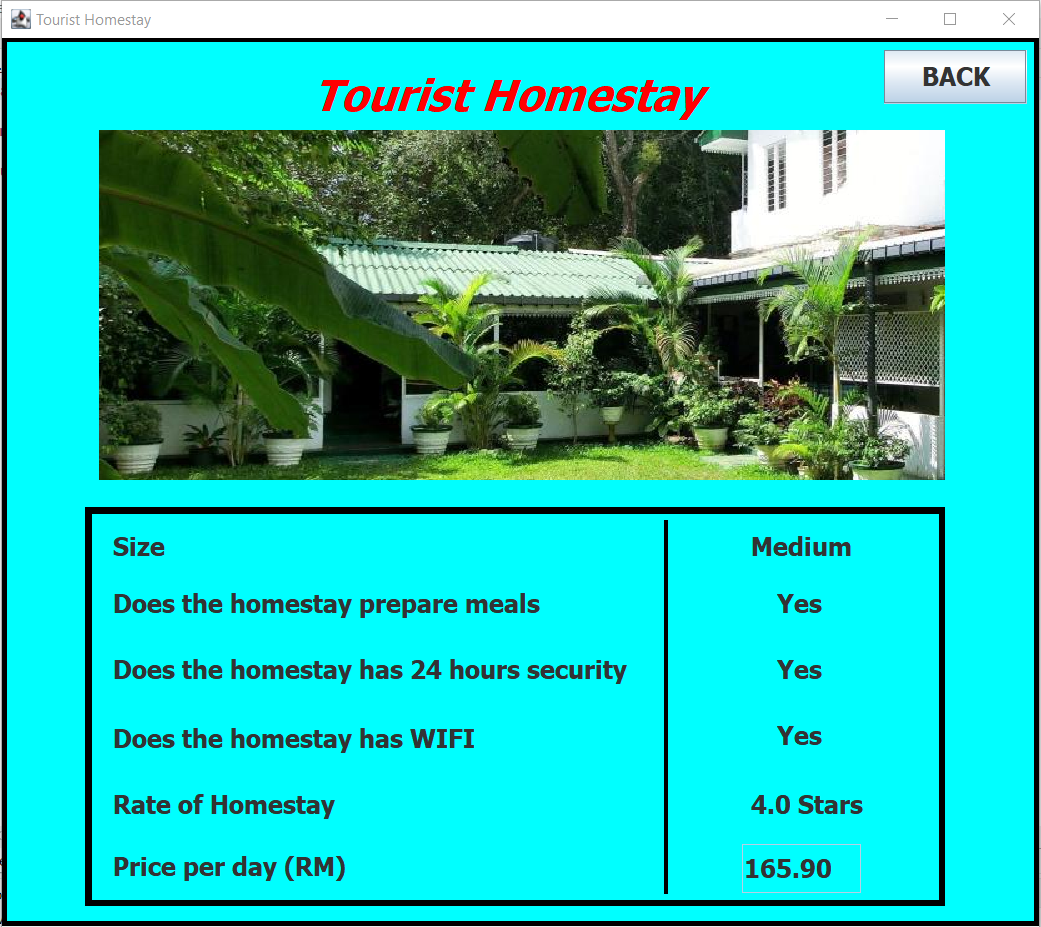 Tourist Homestay
BACK
Tourist Homestay
Size Medium
Does the homestay prepare meals Yes
Does the homestay has 24 hours security Yes
Does the homestay has WIFI Yes
Rate of Homestay 4.0 Stars
Price per day (RM) 165.90